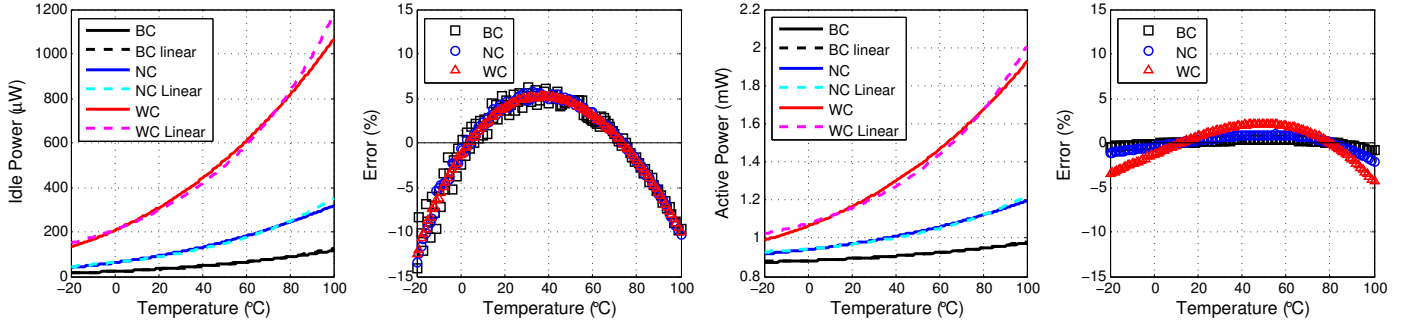 Idle Power (μW)
1200
1000
800
600
400
200
0
−20
0
20
40
60
80
100
Temperature (°C)
BC
BC linear
NC
NC Linear
WC
WC Linear
Error (%)
15
10
5
0
−5
−10
−15
−20
0
20
40
60
80
100
Temperature (°C)
BC
NC
WC
Active Power (mW)
2.2
2
1.8
1.6
1.4
1.2
1
0.8
−20
0
20
40
60
80
100
Temperature (°C)
BC
BC linear
NC
NC Linear
WC
WC Linear
Error (%)
15
10
5
0
−5
−10
−15
−20
0
20
40
60
80
100
Temperature (°C)
BC
NC
WC